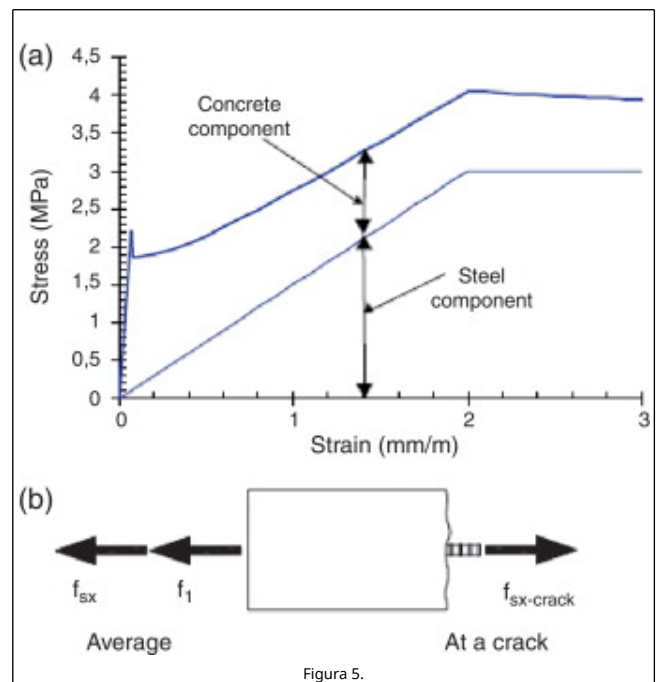 (a)
4,5
4
3,5
3
2,5
2
1,5
1
0,5
0
Stress (MPa)
Concrete
component
Steel
component
0
1
2
3
Strain (mm/m)
(b)
fsx
f1
fsx-crack
Average
At a crack
Figura 5.